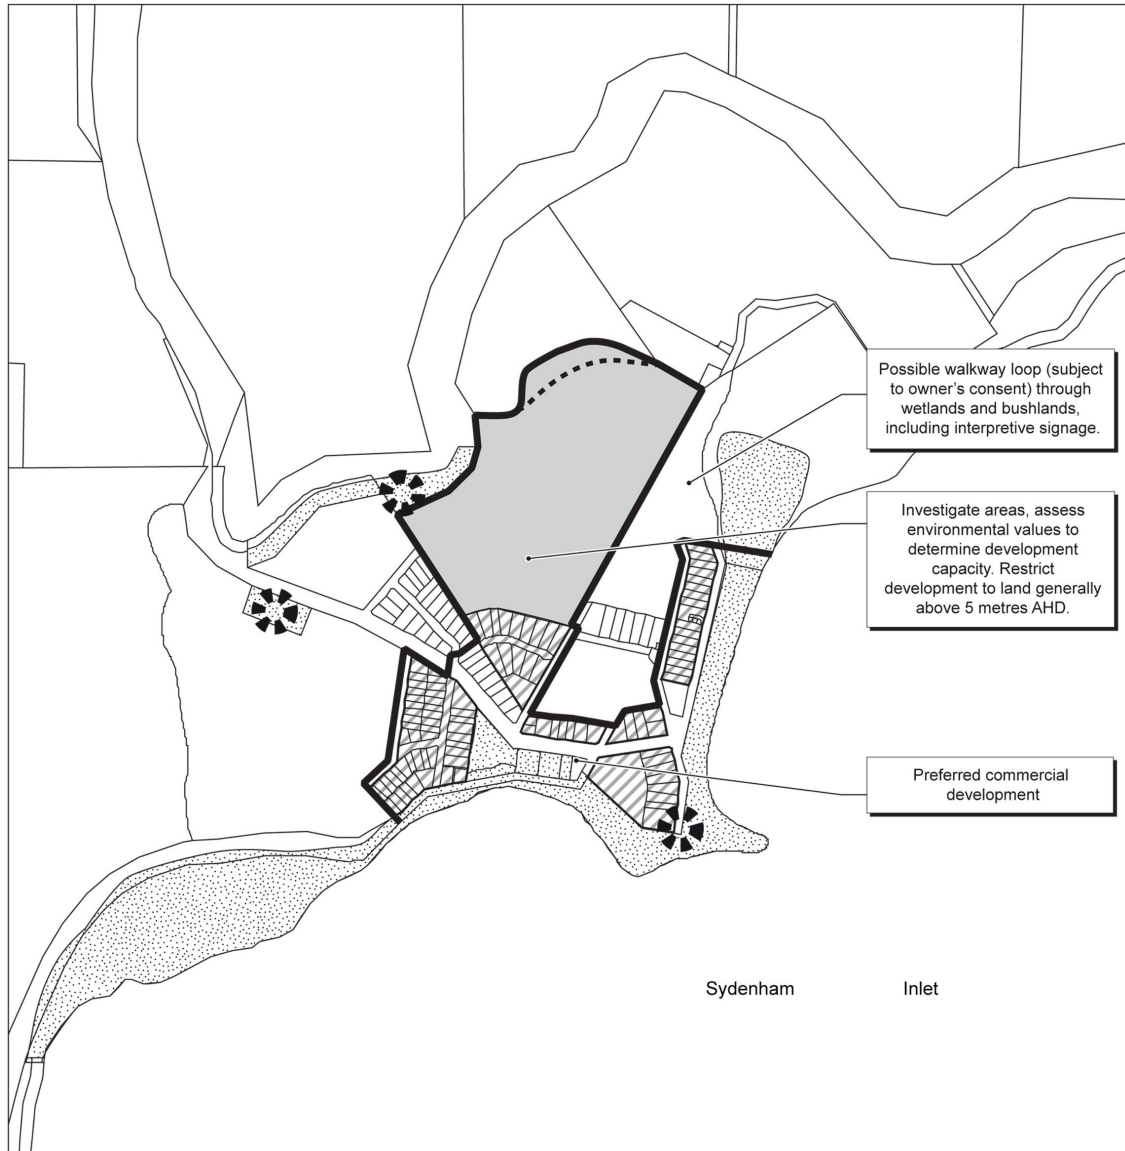 Possible walkway loop (subject
to owner’s consent) through
wetlands and bushlands,
including interpretive signage.
Investigate areas, assess
environmental values to
determine development
capacity. Restrict
development to land generally
above 5 metres AHD.
Preferred commercial
development
Sydenham Inlet